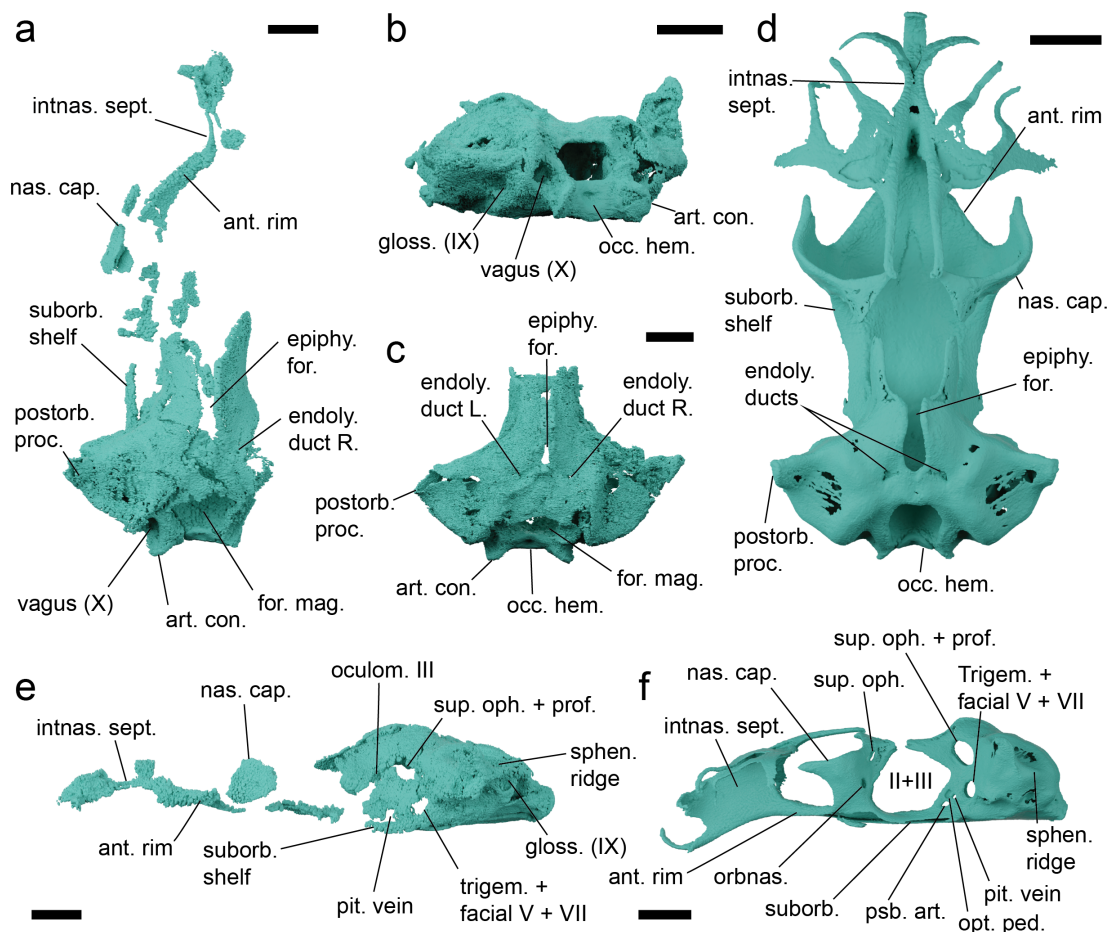 a
intnas. sept.
nas. cap.
ant. rim
suborb.
shelf
epiphy.
for.
postorb.
proc.
endoly.
duct R.
vagus (X)
art. con.
for. mag.
b
gloss. (IX)
vagus (X)
occ. hem.
art. con.
c
epiphy.
for.
endoly.
duct L.
endoly.
duct R.
postorb.
proc.
art. con.
occ. hem.
for. mag.
d
intnas.
sept.
ant. rim
suborb.
shelf
nas. cap.
endoly.
ducts
epiphy.
for.
postorb.
proc.
occ. hem.
e
oculom. III
nas. cap.
sup. oph. + prof.
intnas. sept.
sphen.
ridge
ant. rim
suborb.
shelf
pit. vein
trigem. +
facial V + VII
gloss. (IX)
f
sup. oph. + prof.
nas. cap.
sup. oph.
Trigem. +
facial V + VII
intnas. sept.
II+III
ant. rim
orbnas.
suborb.
psb. art.
opt. ped.
pit. vein
sphen.
ridge